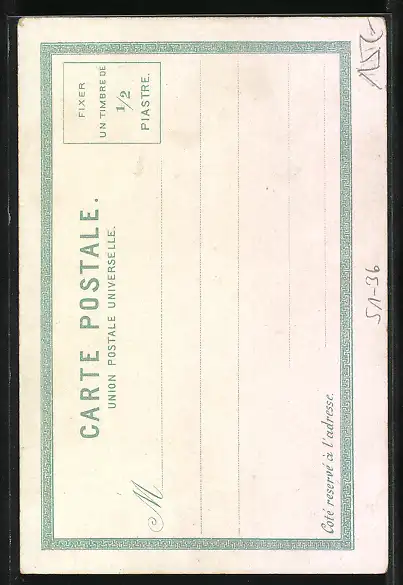 FIXER
UN TIMBRE DE
1/2
PIASTRE.
CARTE POSTALE.
UNION POSTALE UNIVERSELLE.
M
Coté reservé à l'adresse.
51-36